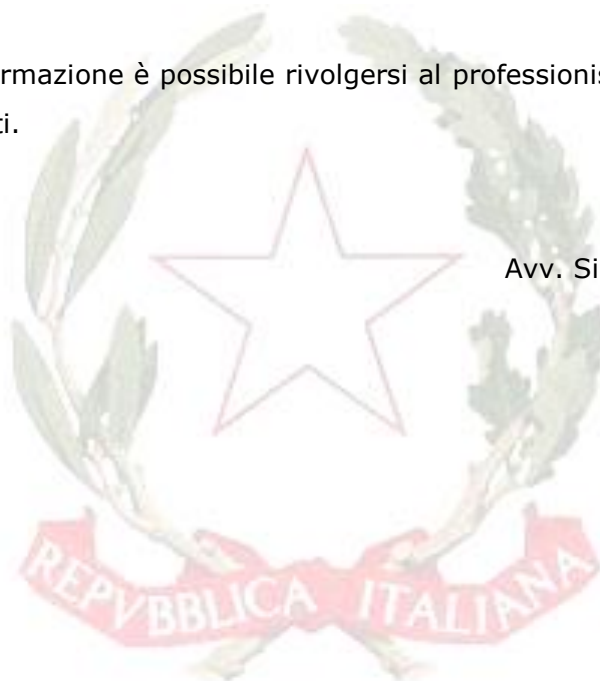 rmazione è possibile rivolgersi al professionis
ti.
Avv. Si
REPVBBLICA ITALIANA